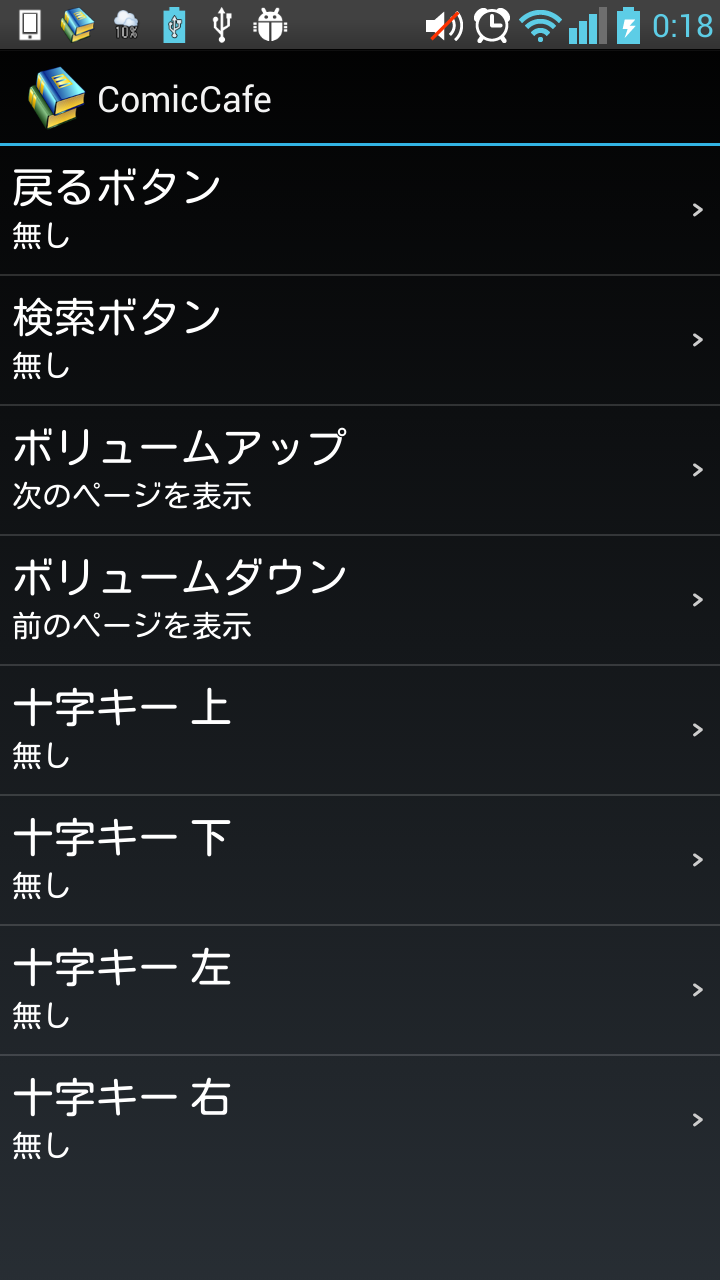 10%
0:18
ComicCafe
戻るボタン
無し
検索ボタン
無し
ボリュームアップ
次のページを表示
ボリュームダウン
前のページを表示
十字キー 上
無し
十字キー 下
無し
十字キー 左
無し
十字キー 右
無し